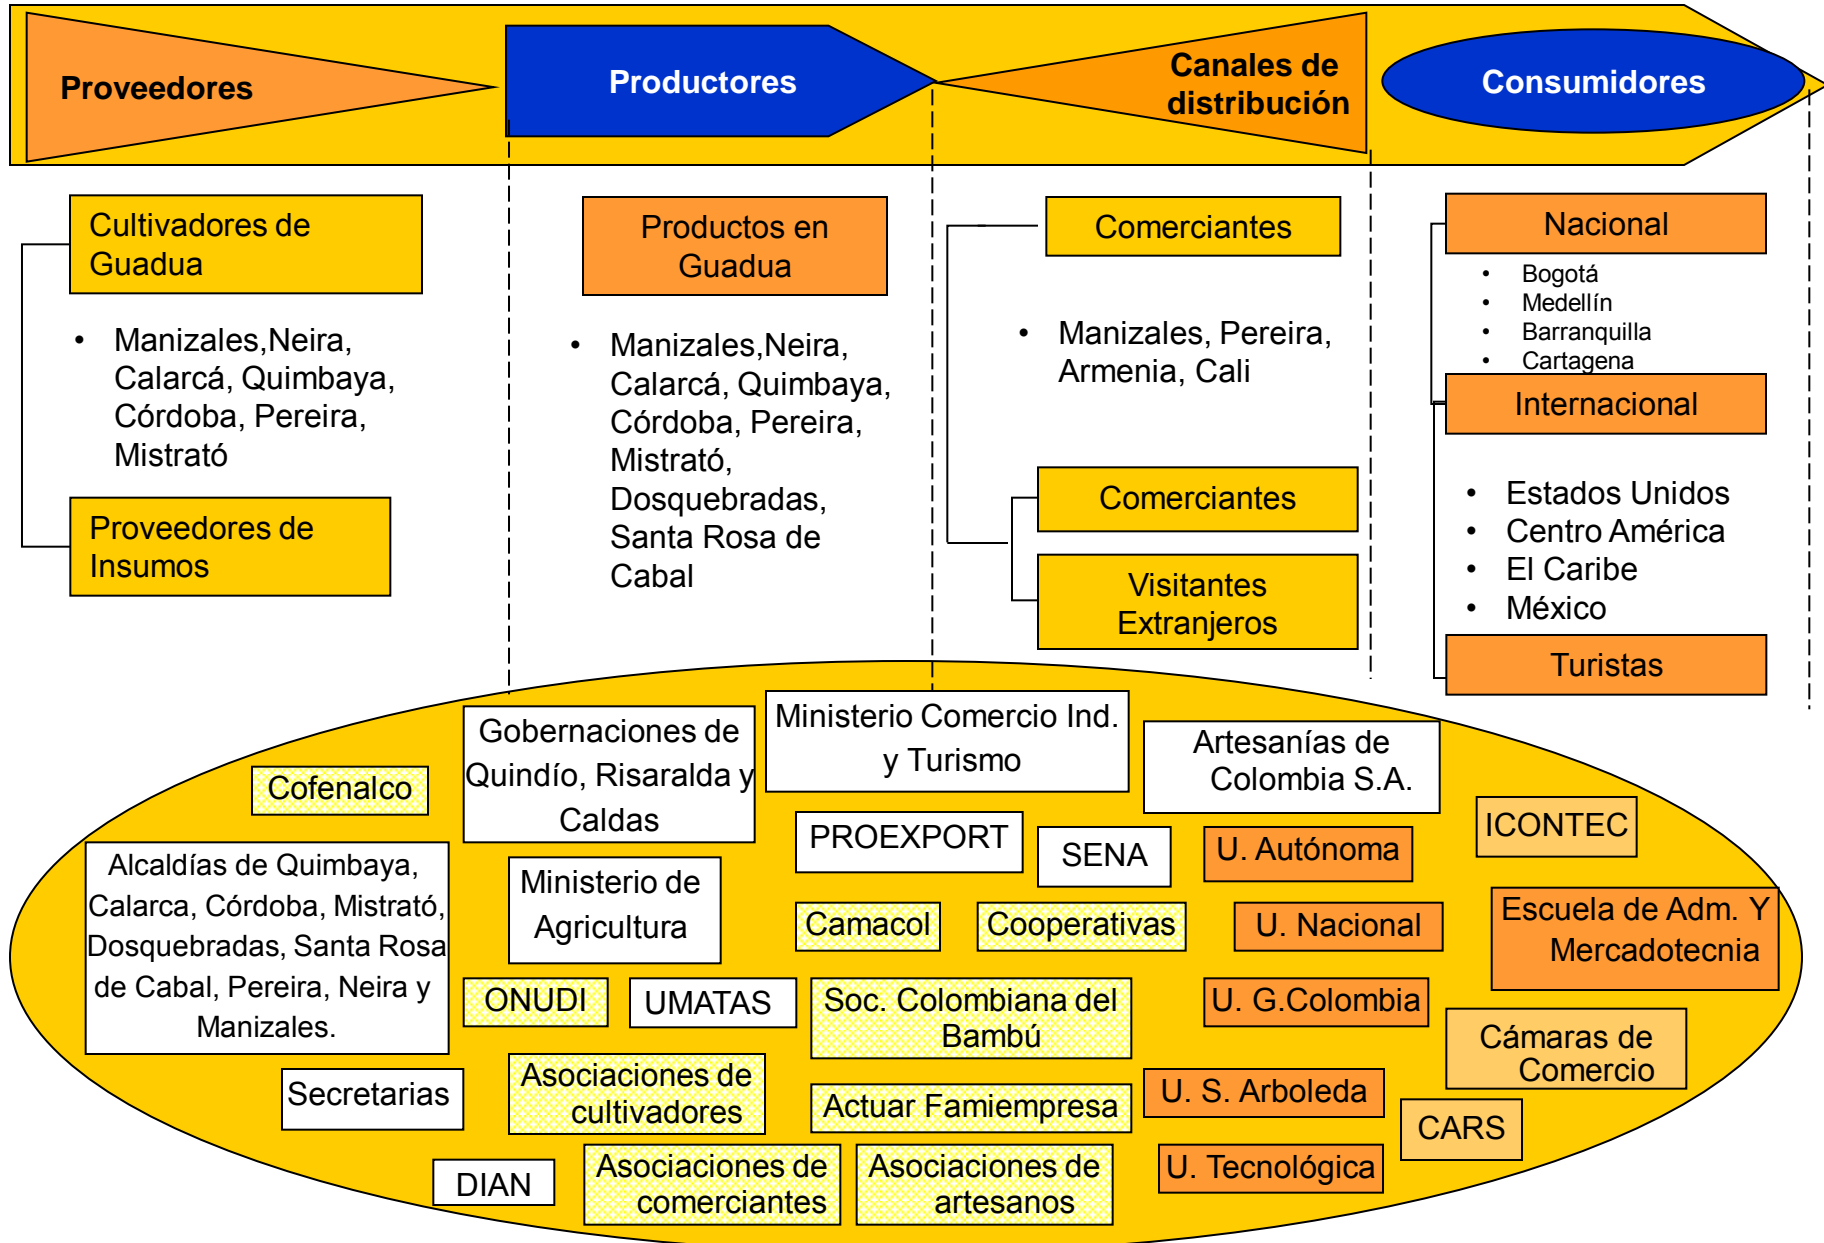 Proveedores
Productores
Canales de
distribución
Consumidores
Cultivadores de
Guadua
• Manizales,Neira,
Calarcá, Quimbaya,
Córdoba, Pereira,
Mistrató
Proveedores de
Insumos
Productos en
Guadua
• Manizales,Neira,
Calarcá, Quimbaya,
Córdoba, Pereira,
Mistrató,
Dosquebradas,
Santa Rosa de
Cabal
Comerciantes
• Manizales, Pereira,
Armenia, Cali
Comerciantes
Visitantes
Extranjeros
Nacional
• Bogotá
• Medellín
• Barranquilla
• Cartagena
Internacional
• Estados Unidos
• Centro América
• El Caribe
• México
Turistas
Cofenalco
Gobernaciones de
Quindío, Risaralda y
Caldas
Ministerio Comercio Ind.
y Turismo
Artesanías de
Colombia S.A.
ICONTEC
Alcaldías de Quimbaya,
Calarca, Córdoba, Mistrató,
Dosquebradas, Santa Rosa
de Cabal, Pereira, Neira y
Manizales.
Ministerio de
Agricultura
PROEXPORT
SENA
U. Autónoma
Camacol
Cooperativas
U. Nacional
Escuela de Adm. Y
Mercadotecnia
ONUDI
UMATAS
Soc. Colombiana del
Bambú
U. G.Colombia
Cámaras de
Comercio
Secretarias
Asociaciones de
cultivadores
Actuar Famiempresa
U. S. Arboleda
CARS
DIAN
Asociaciones de
comerciantes
Asociaciones de
artesanos
U. Tecnológica